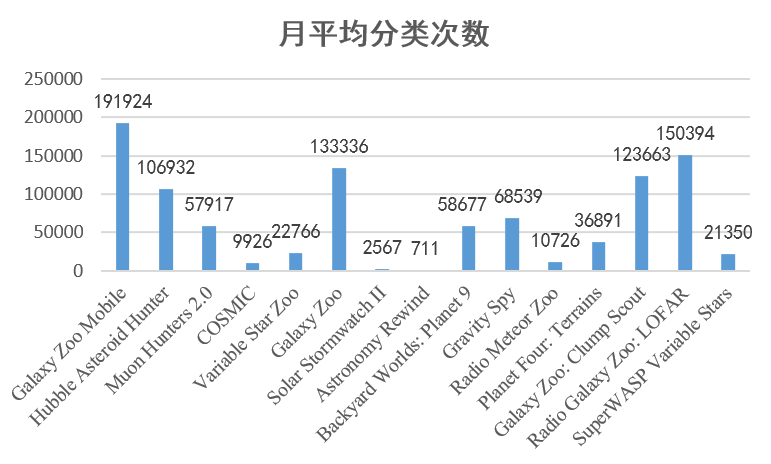 月平均分类次数
250000
200000
150000
100000
50000
0
191924
106932
57917
9926
22766
133336
2567
711
58677
68539
10726
36891
123663
150394
21350
Galaxy Zoo Mobile
Hubble Asteroid Hunter
Muon Hunters 2.0
COSMIC
Variable Star Zoo
Galaxy Zoo
Solar Stormwatch II
Astronomy Rewind
Backyard Worlds: Planet 9
Gravity Spy
Radio Meteor Zoo
Planet Four: Terrains
Galaxy Zoo: Clump Scout
Radio Galaxy Zoo: LOFAR
SuperWASP Variable Stars